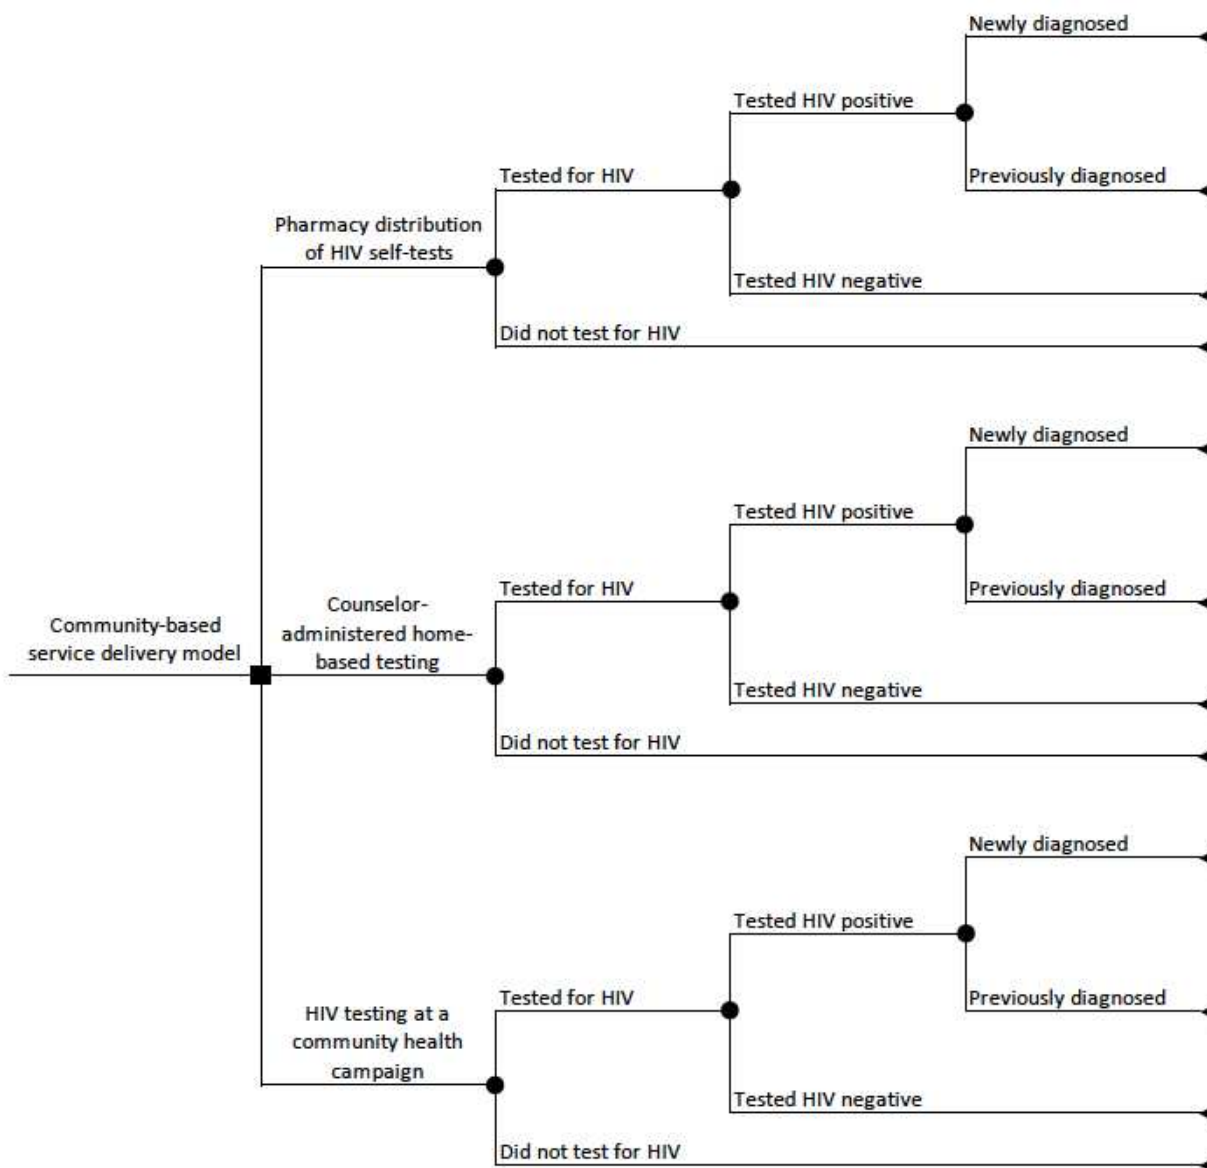 Newly diagnosed
Tested HIV positive
Previously diagnosed
Tested for HIV
Pharmacy distribution
of HIV self-tests
Tested HIV negative
Did not test for HIV
Newly diagnosed
Tested HIV positive
Previously diagnosed
Tested for HIV
Community-based
service delivery model
Counselor-
administered home-
based testing
Tested HIV negative
Did not test for HIV
Newly diagnosed
Tested HIV positive
Previously diagnosed
Tested for HIV
HIV testing at a
community health
campaign
Tested HIV negative
Did not test for HIV